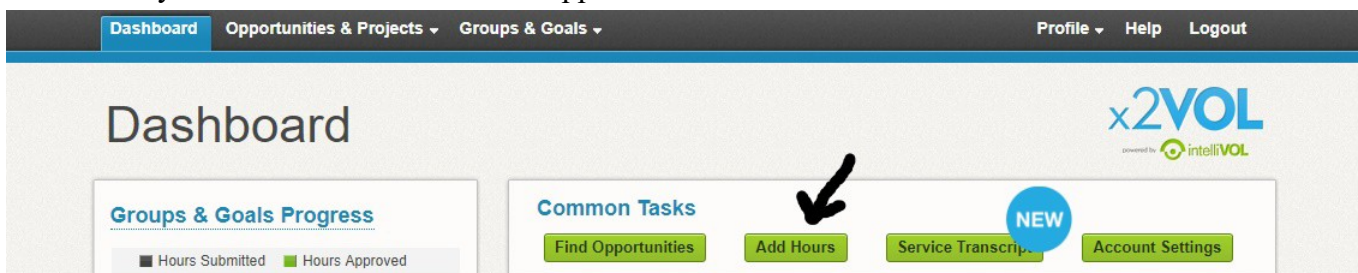 Dashboard Opportunities & Projects Groups & Goals Profile Help Logout
Dashboard
x2VOL
powered by intelliVOL
Groups & Goals Progress
Common Tasks
NEW
Find Opportunities Add Hours Service Transcrip Account Settings
Hours Submitted Hours Approved